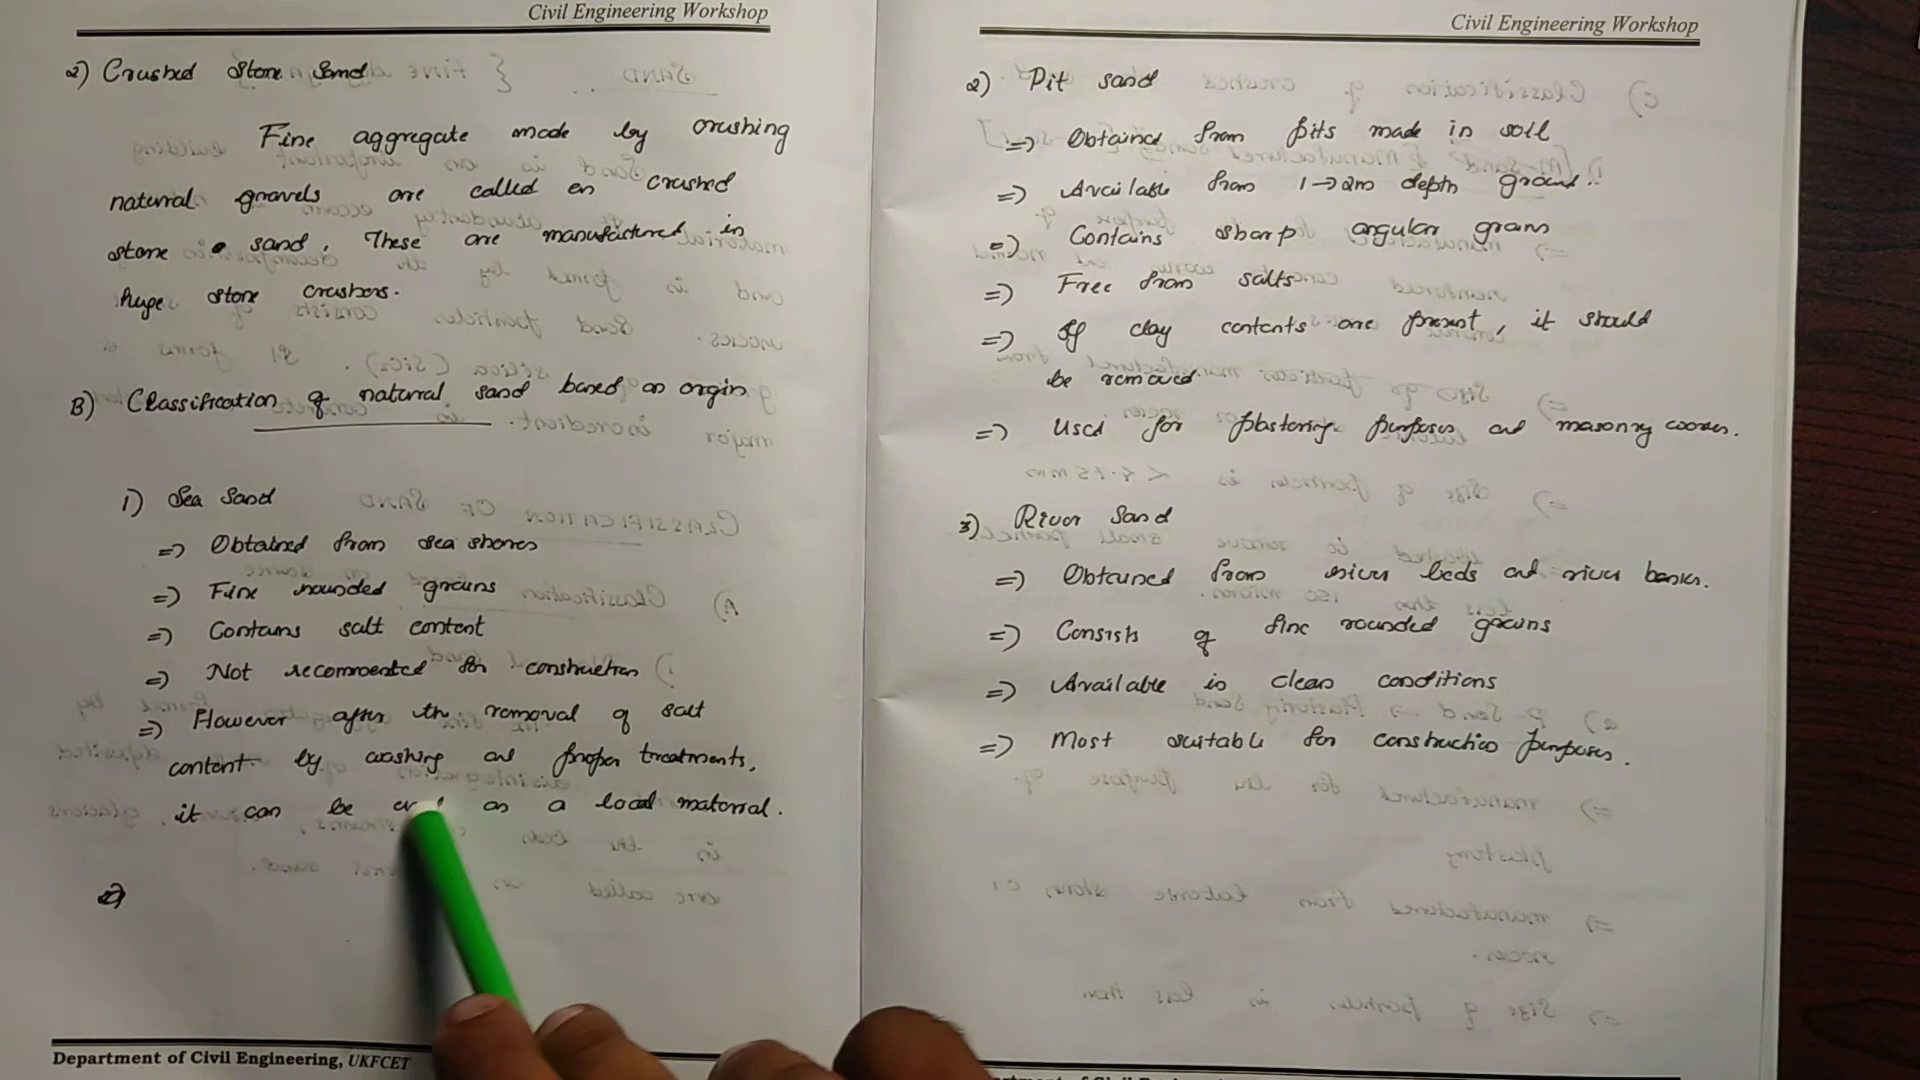 Civil Engineering Workshop
2) Crushed Stone Sand
Fine aggregate made by crushing
natural gravels are called as crushed
stone sand. These are manufactured in
huge stone crushers.
B) Classification of natural sand based on orgin
1) Sea Sand
=> Obtained from sea shores
=> Fine rounded grains
=> Contains salt content
=> Not recommented for construction
=> However after the removal of salt
content by washing and proper treatments,
it can be as a local material.
2)
Department of Civil Engineering, UKFCET
Civil Engineering Workshop
2) Pit sand
=> Obtained from pits made in soil
=> Available from 1->2m depth ground.
=> Contains sharp angular grains
=> Free from salts
=> If clay contents are present, it should
be removed
=> Used for plastering purposes and masonry works.
3) River Sand
=> Obtained from river beds and river banks.
=> Consists of fine rounded grains
=> Available in clean conditions
=> Most suitable for construction purposes.